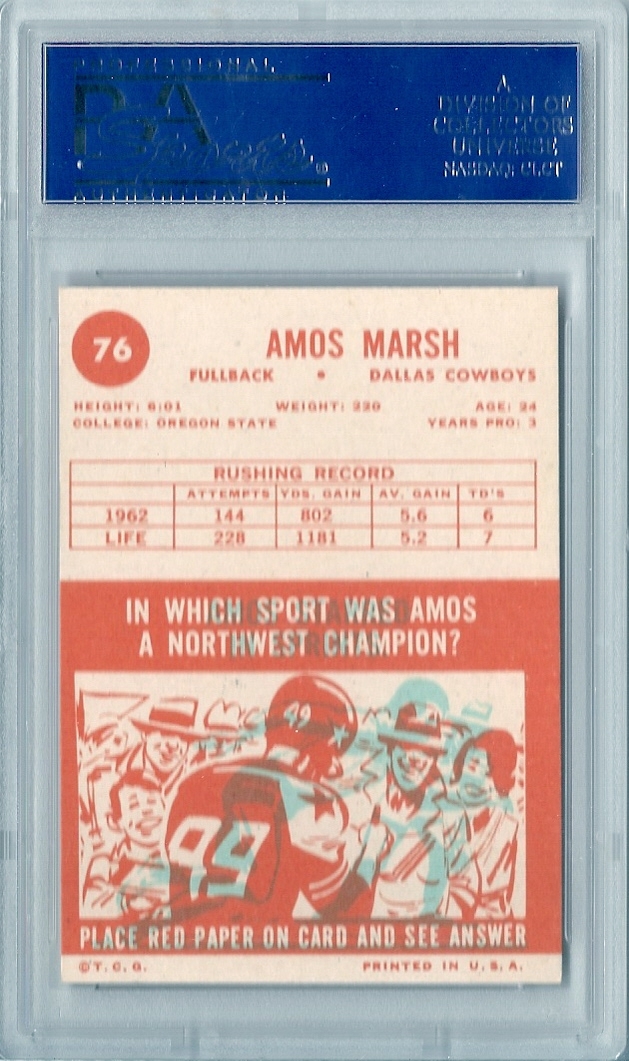 PROFESSIONAL
PSA
AUTHENTICATOR
A
DIVISION OF
COLLECTORS
UNIVERSE
NASDAQ: CLCT
76
AMOS MARSH
FULLBACK • DALLAS COWBOYS
HEIGHT: 6:01 WEIGHT: 220 AGE: 24
COLLEGE: OREGON STATE YEARS PRO: 3
RUSHING RECORD
ATTEMPTS YDS. GAIN AV. GAIN TD'S
1962 144 802 5.6 6
LIFE 228 1181 5.2 7
IN WHICH SPORT WAS AMOS
A NORTHWEST CHAMPION?
49
PLACE RED PAPER ON CARD AND SEE ANSWER
©T.C.G. PRINTED IN U.S.A.